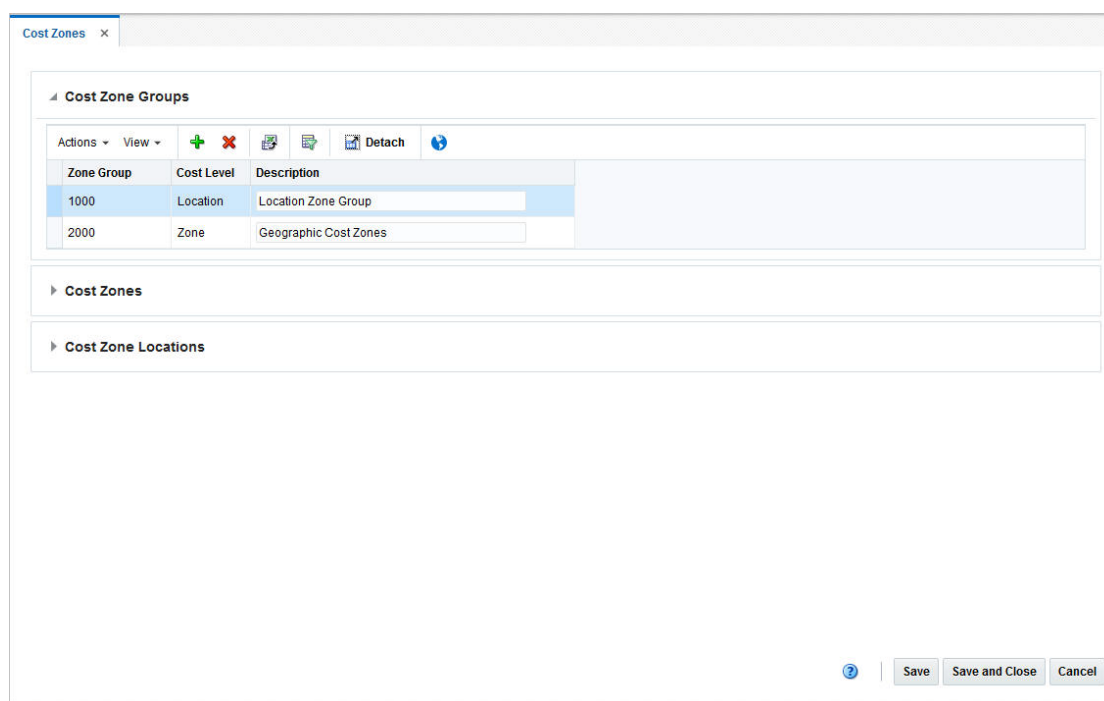 Cost Zones
Cost Zone Groups
Actions View Detach
Zone Group Cost Level Description
1000 Location Location Zone Group
2000 Zone Geographic Cost Zones
Cost Zones
Cost Zone Locations
Save Save and Close Cancel